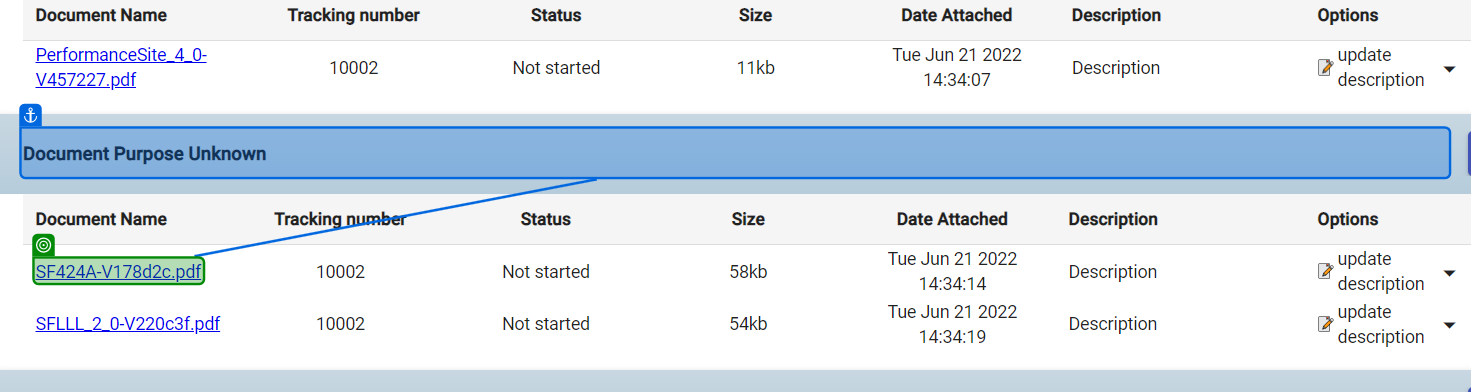 Document Name Tracking number Status Size Date Attached Description Options
PerformanceSite_4_0-
V457227.pdf
10002 Not started 11kb
Tue Jun 21 2022
14:34:07
Description
update
description
Document Purpose Unknown
Document Name Tracking number Status Size Date Attached Description Options
SF424A-V178d2c.pdf 10002 Not started 58kb
Tue Jun 21 2022
14:34:14
Description
update
description
SFLLL_2_0-V220c3f.pdf 10002 Not started 54kb
Tue Jun 21 2022
14:34:19
Description
update
description